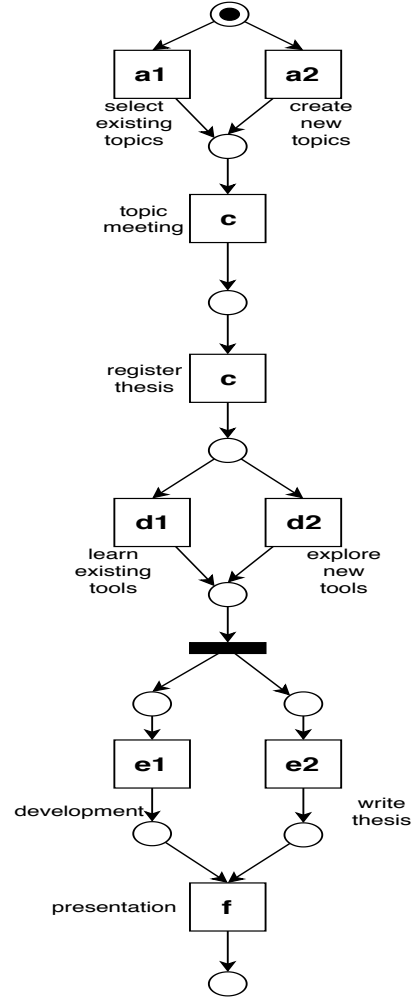 a1
a2
select
existing
topics
create
new
topics
topic
meeting
c
register
thesis
c
d1
d2
learn
existing
tools
explore
new
tools
e1
e2
development
write
thesis
presentation
f